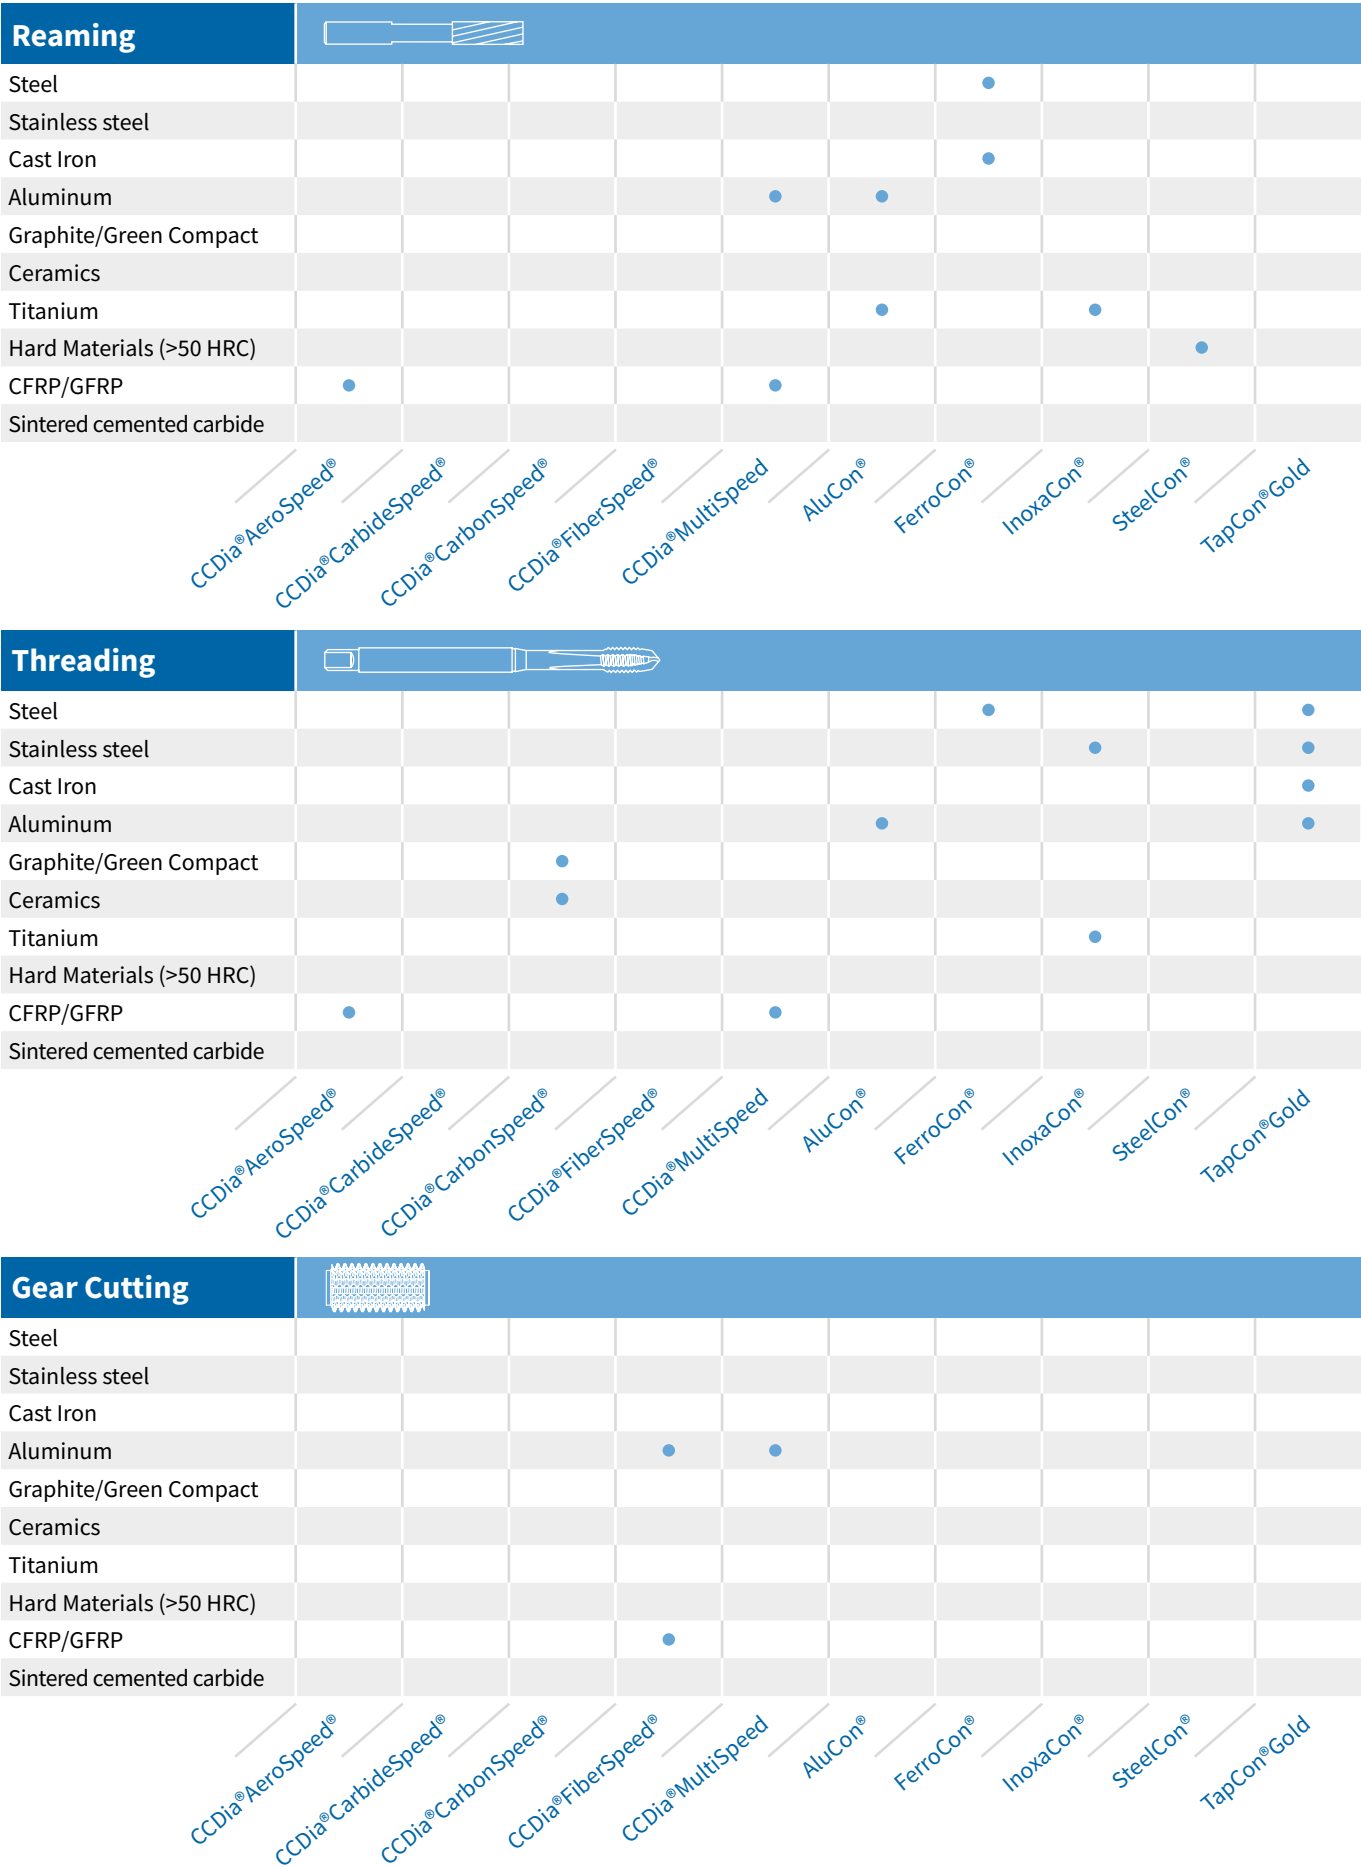 Reaming
Steel
Stainless steel
Cast Iron
Aluminum
Graphite/Green Compact
Ceramics
Titanium
Hard Materials (>50 HRC)
CFRP/GFRP
Sintered cemented carbide
CCDia®AeroSpeed®
CCDia®CarbideSpeed®
CCDia®CarbonSpeed®
CCDia®FiberSpeed®
CCDia®MultiSpeed
AluCon®
FerroCon®
InoxaCon®
SteelCon®
TapCon®Gold
Threading
Steel
Stainless steel
Cast Iron
Aluminum
Graphite/Green Compact
Ceramics
Titanium
Hard Materials (>50 HRC)
CFRP/GFRP
Sintered cemented carbide
CCDia®AeroSpeed®
CCDia®CarbideSpeed®
CCDia®CarbonSpeed®
CCDia®FiberSpeed®
CCDia®MultiSpeed
AluCon®
FerroCon®
InoxaCon®
SteelCon®
TapCon®Gold
Gear Cutting
Steel
Stainless steel
Cast Iron
Aluminum
Graphite/Green Compact
Ceramics
Titanium
Hard Materials (>50 HRC)
CFRP/GFRP
Sintered cemented carbide
CCDia®AeroSpeed®
CCDia®CarbideSpeed®
CCDia®CarbonSpeed®
CCDia®FiberSpeed®
CCDia®MultiSpeed
AluCon®
FerroCon®
InoxaCon®
SteelCon®
TapCon®Gold